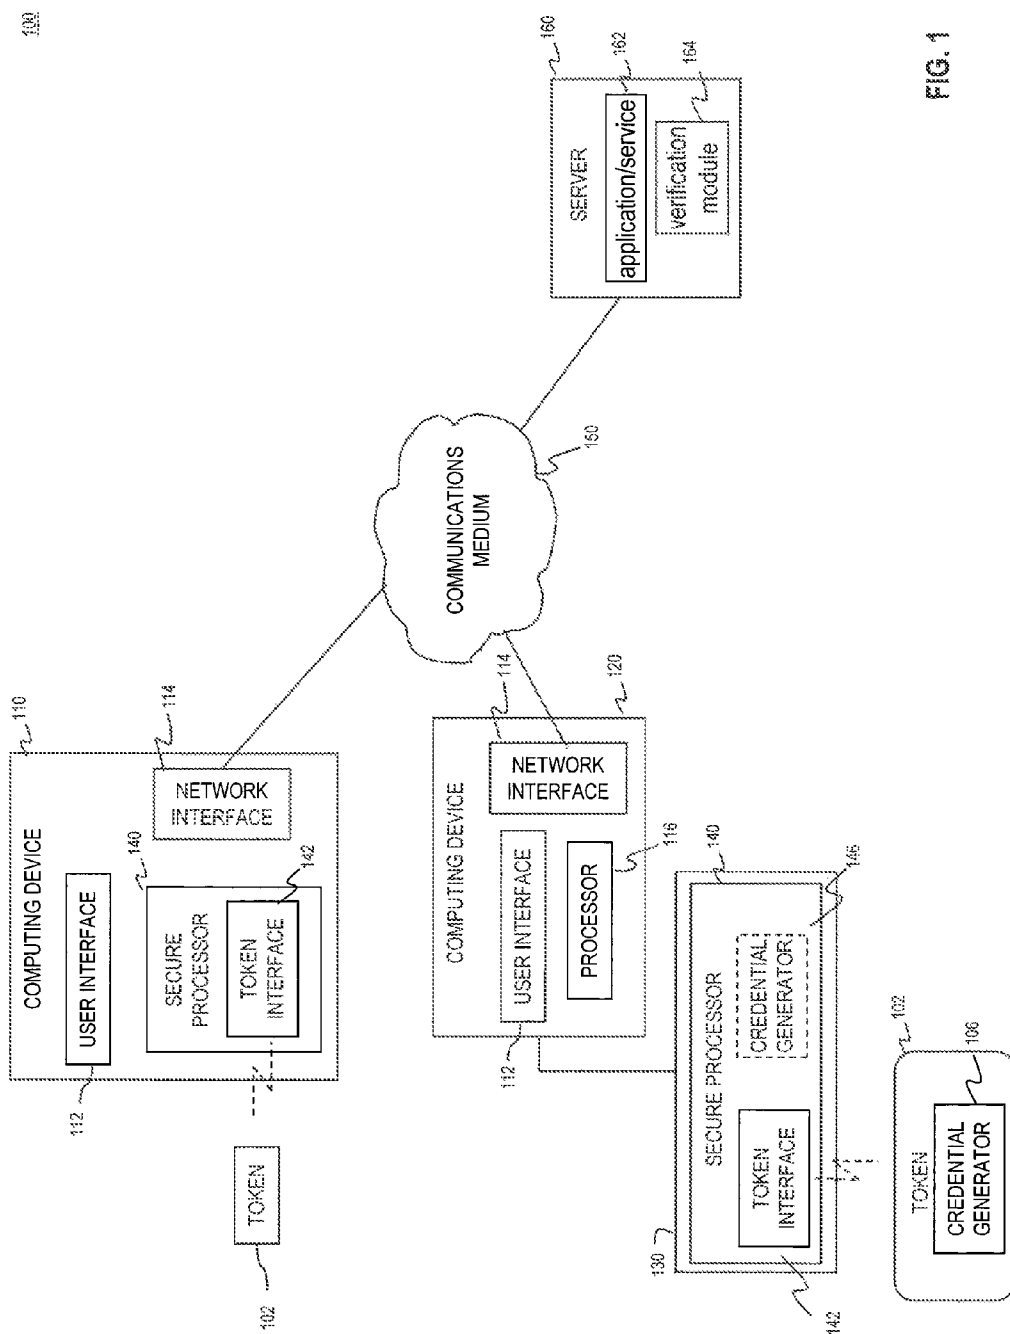 100
110
COMPUTING DEVICE
USER INTERFACE
112
114
NETWORK
INTERFACE
140
SECURE
PROCESSOR
142
TOKEN
INTERFACE
TOKEN
102
COMMUNICATIONS
MEDIUM
150
160
SERVER
162
application/service
164
verification
module
114
120
COMPUTING DEVICE
NETWORK
INTERFACE
USER INTERFACE
112
116
PROCESSOR
130
140
SECURE PROCESSOR
146
CREDENTIAL
GENERATOR
TOKEN
INTERFACE
142
102
TOKEN
106
CREDENTIAL
GENERATOR
FIG. 1